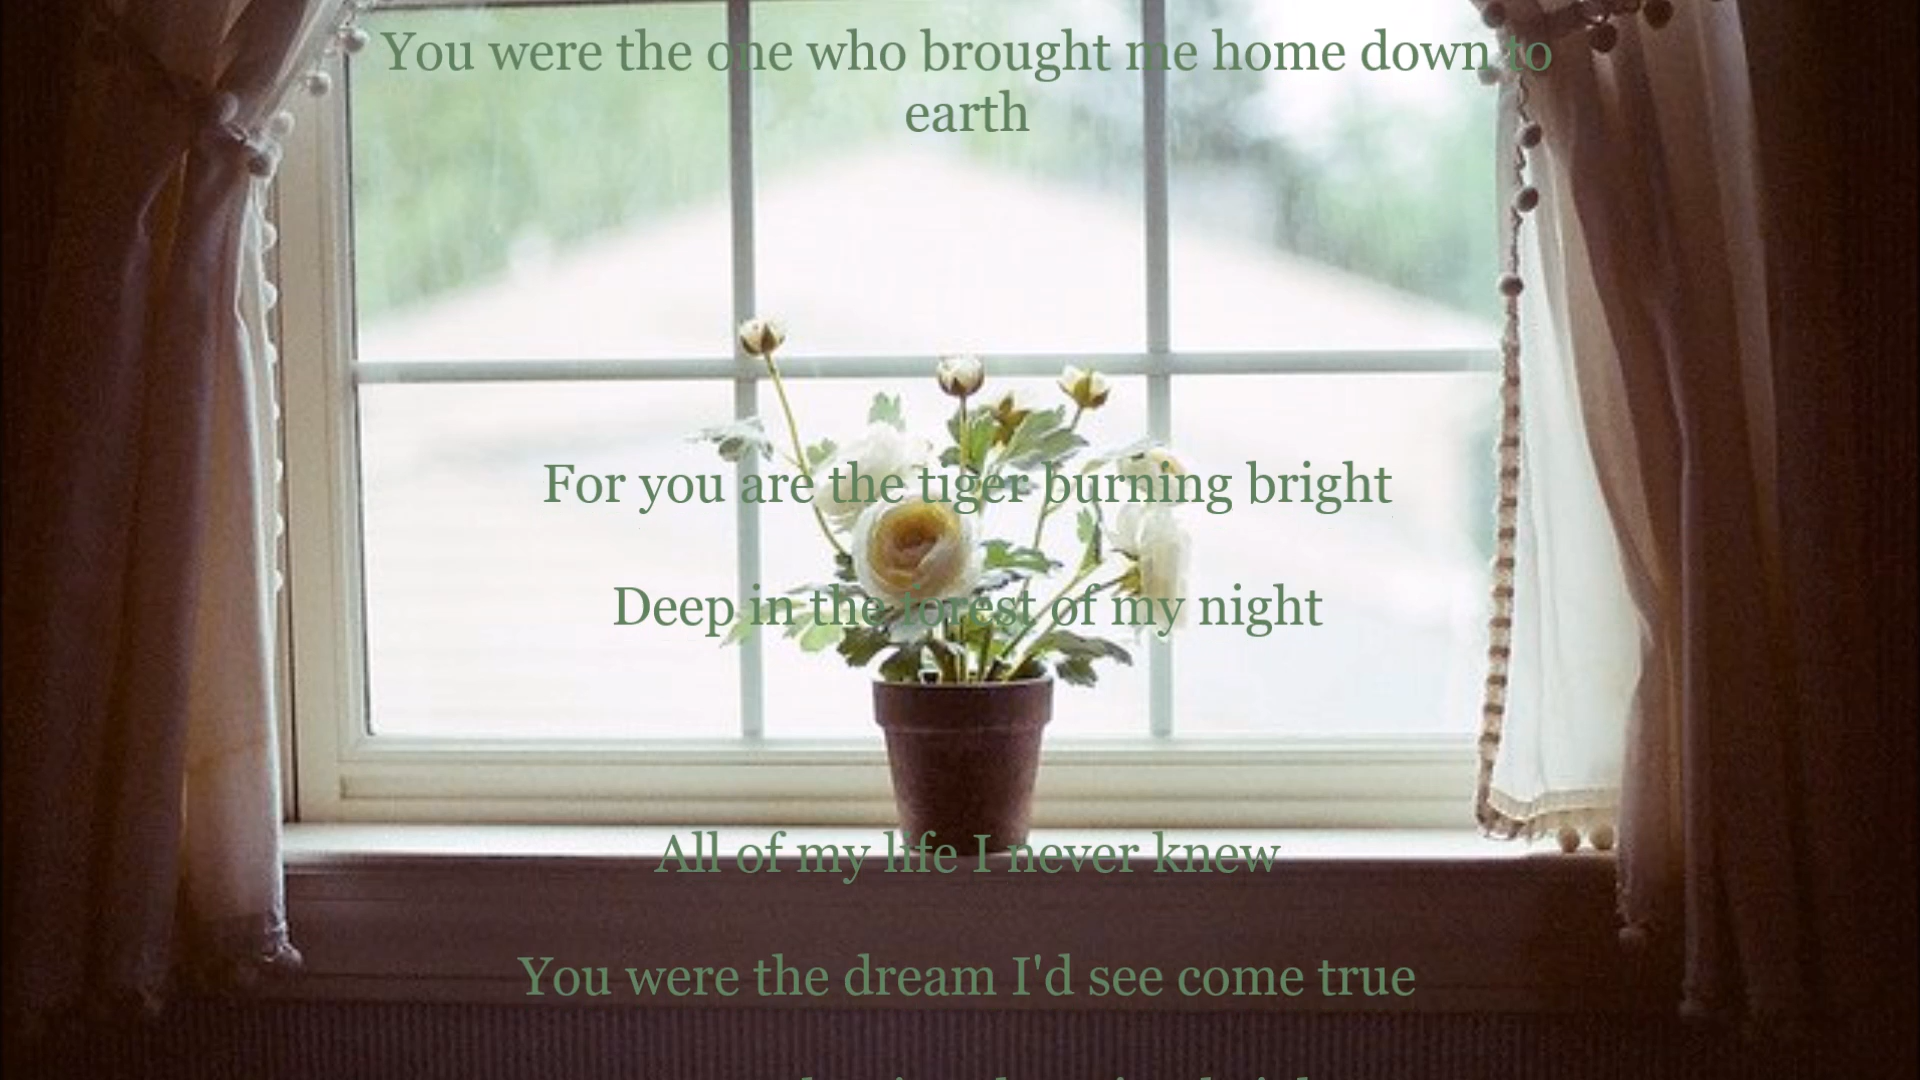 You were the one who brought me home down to
earth
For you are the tiger burning bright
Deep in the forest of my night
All of my life I never knew
You were the dream I'd see come true